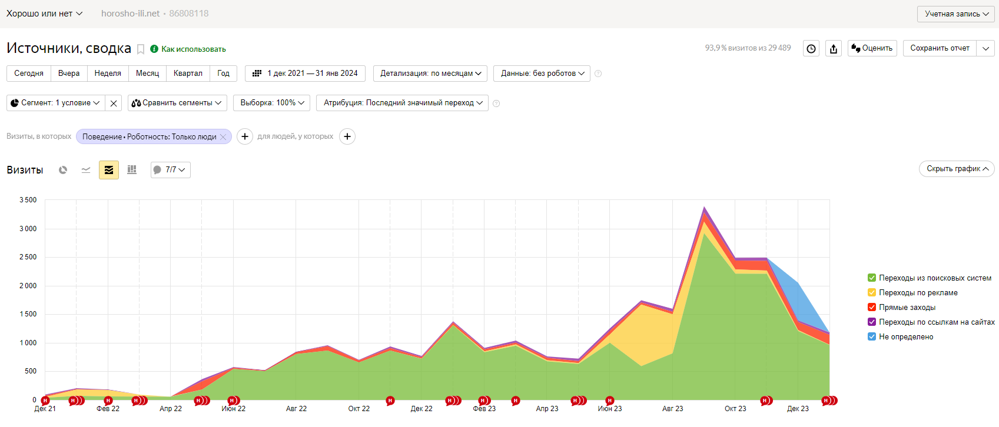 Хорошо или нет horosho-ili.net • 86808118 Учетная запись
Источники, сводка Как использовать 93,9 % визитов из 29 489 Оценить Сохранить отчет
Сегодня Вчера Неделя Месяц Квартал Год 1 дек 2021 — 31 янв 2024 Детализация: по месяцам Данные: без роботов ?
Сегмент: 1 условие Сравнить сегменты Выборка: 100% Атрибуция: Последний значимый переход ?
Визиты, в которых Поведение • Роботность: Только люди + для людей, у которых +
Визиты 7/7 Скрыть график
3 500
3 000
2 500
2 000
1 500
1 000
500
0
Н Н Н Н Н Н Н Н Н Н Н Н Н Н
Дек 21 Фев 22 Апр 22 Июн 22 Авг 22 Окт 22 Дек 22 Фев 23 Апр 23 Июн 23 Авг 23 Окт 23 Дек 23
Переходы из поисковых систем
Переходы по рекламе
Прямые заходы
Переходы по ссылкам на сайтах
Не определено